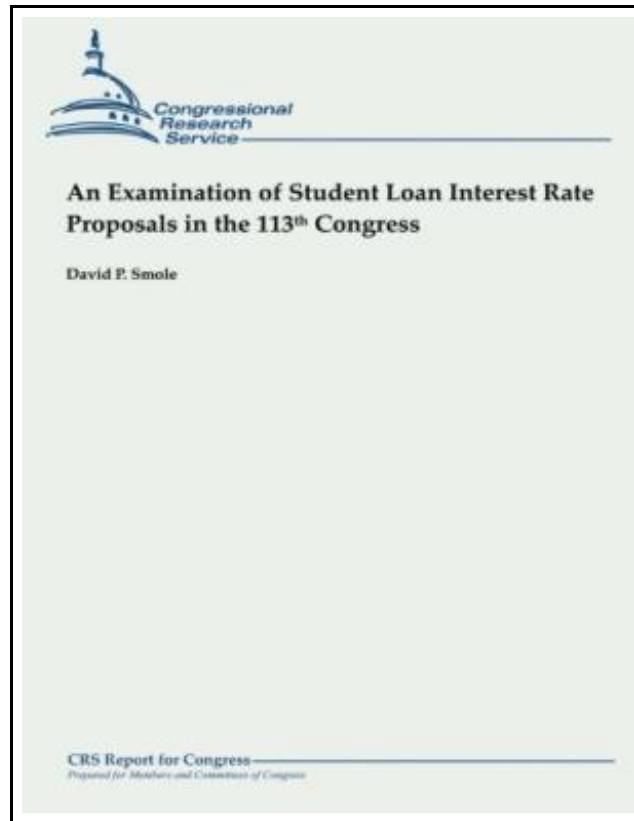 Congressional
Research
Service
An Examination of Student Loan Interest Rate
Proposals in the 113th Congress
David P. Smole
CRS Report for Congress
Prepared for Members and Committees of Congress